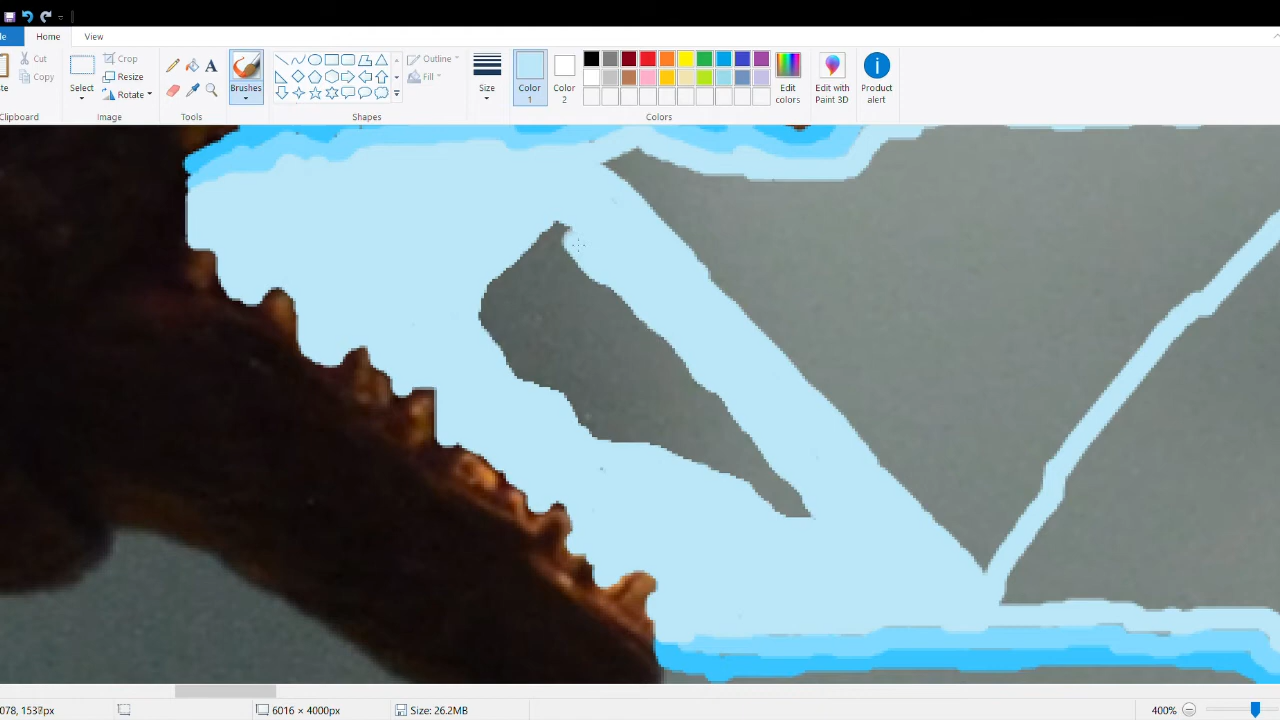 Home View
Cut
Copy
Clipboard
Select
Crop
Resize
Rotate
Image
A
Tools
Brushes
Outline
Fill
Shapes
Size
Color 1
Color 2
Edit colors
Colors
Edit with Paint 3D
Product alert
6016 × 4000px
Size: 26.2MB
400%